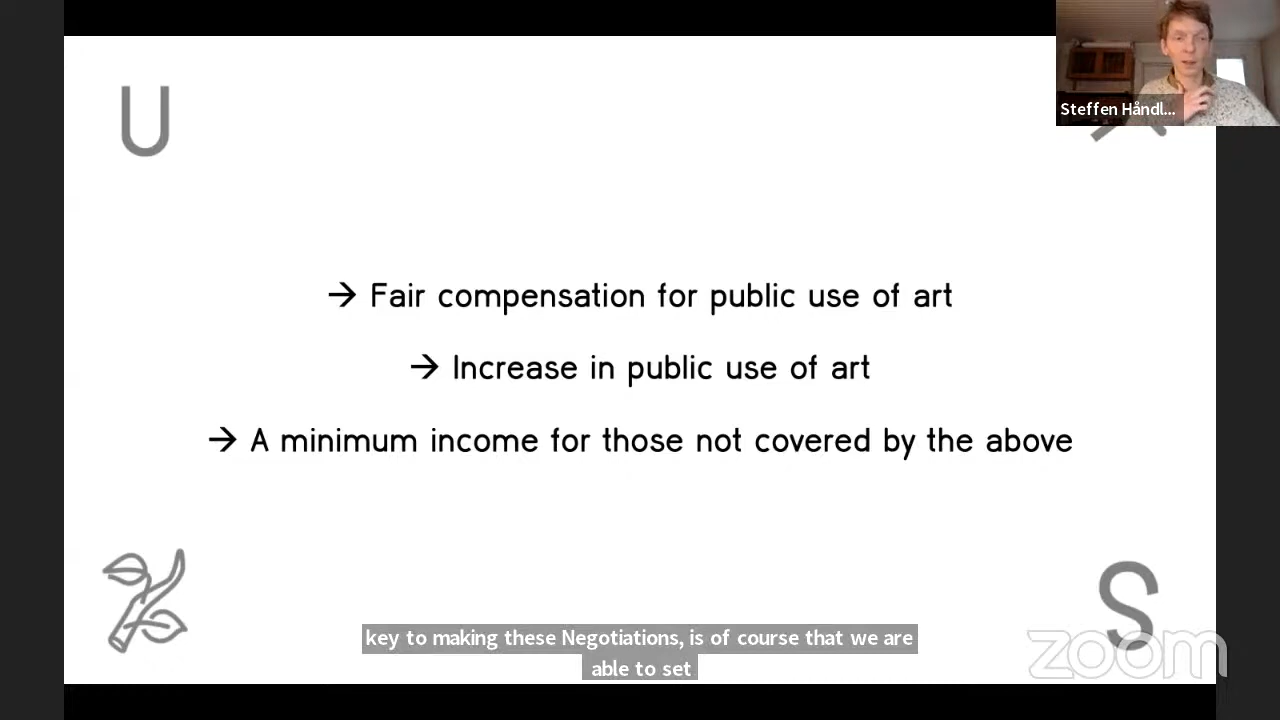 U
Steffen Håndl...
→ Fair compensation for public use of art
→ Increase in public use of art
→ A minimum income for those not covered by the above
S
key to making these Negotiations, is of course that we are
able to set
zoom